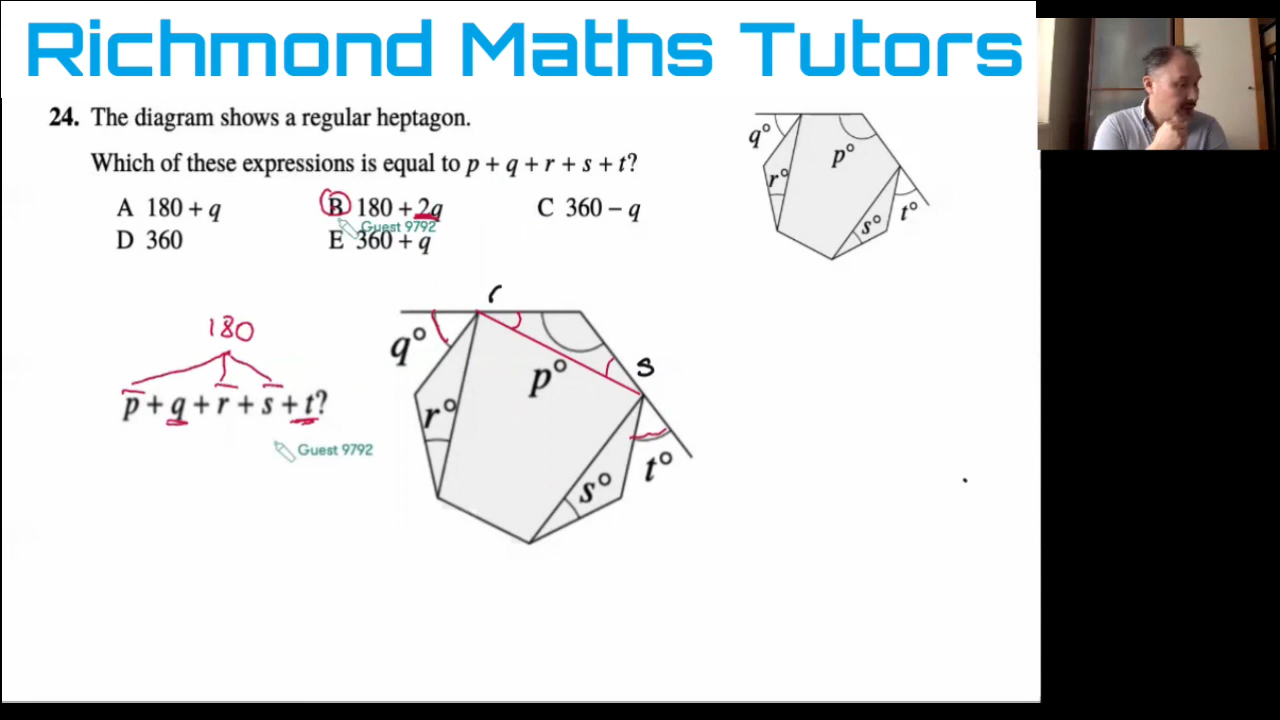 Richmond Maths Tutors
24. The diagram shows a regular heptagon.
Which of these expressions is equal to p + q + r + s + t?
A 180 + q B 180 + 2q C 360 − q
Guest 9792
D 360 E 360 + q
q°
p°
r°
s°
t°
180
p + q + r + s + t?
Guest 9792
r
s
q°
p°
r°
s°
t°